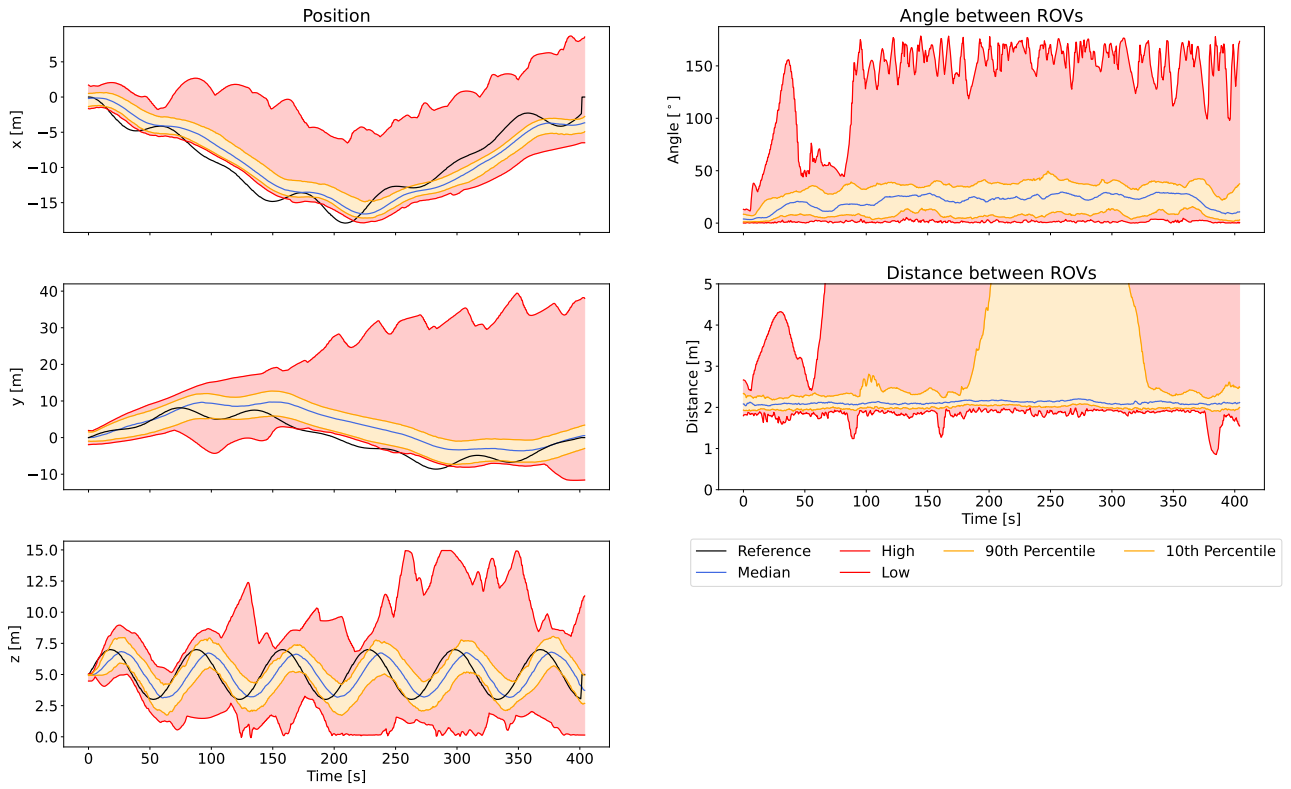 Position
5
0
−5
−10
−15
x [m]
40
30
20
10
0
−10
y [m]
15.0
12.5
10.0
7.5
5.0
2.5
0.0
z [m]
0 50 100 150 200 250 300 350 400
Time [s]
Angle between ROVs
150
100
50
0
Angle [°]
Distance between ROVs
5
4
3
2
1
0
Distance [m]
0 50 100 150 200 250 300 350 400
Time [s]
Reference High 90th Percentile 10th Percentile
Median Low